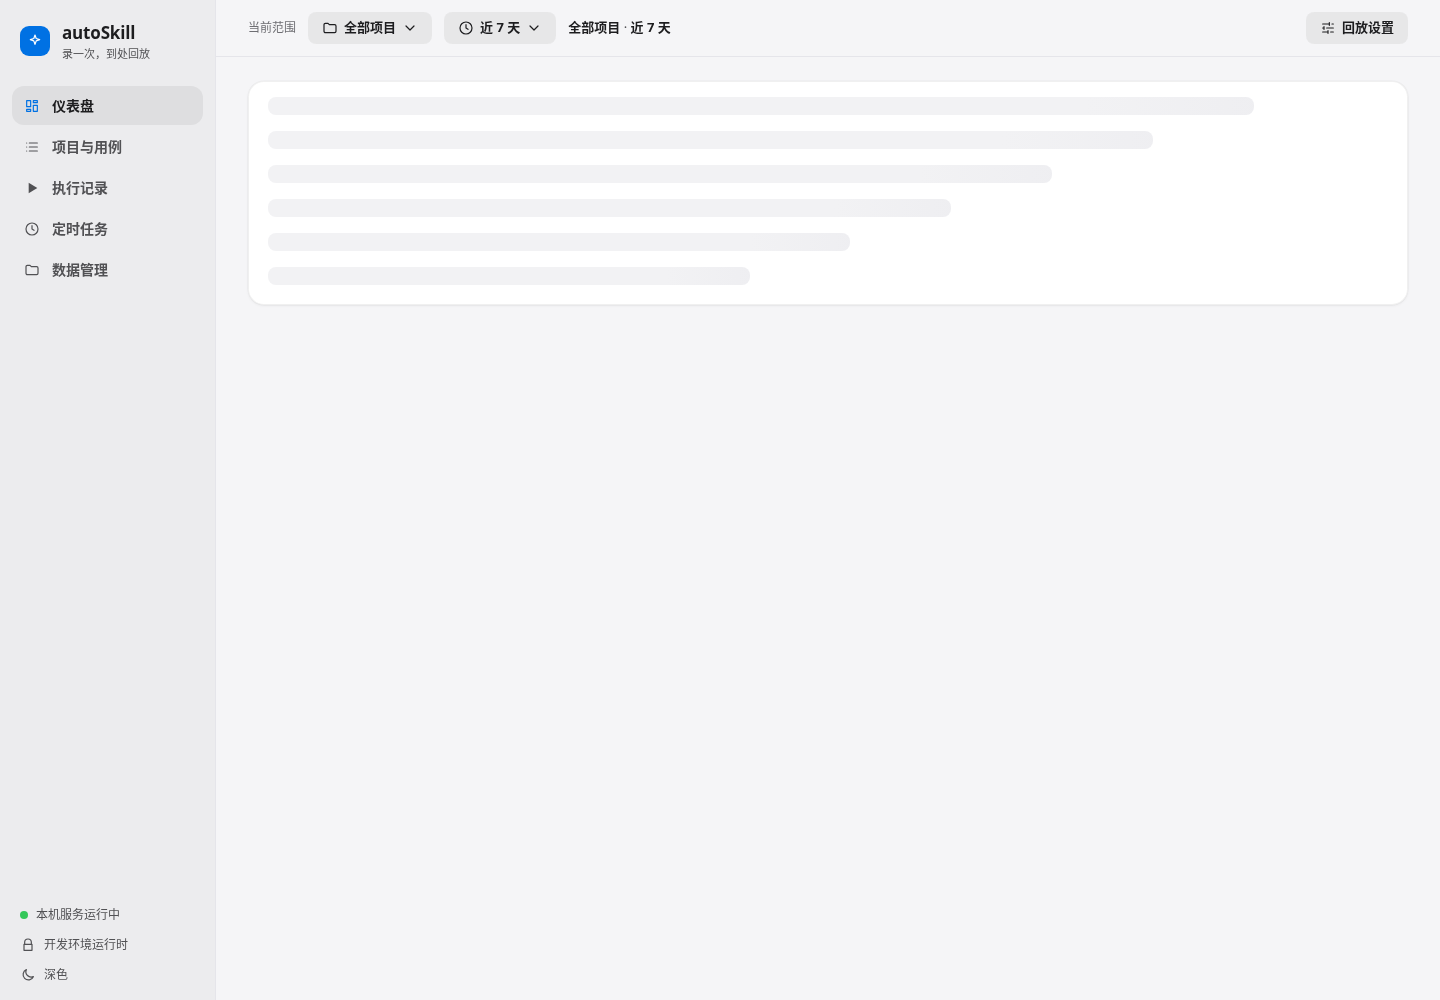 autoSkill
录一次，到处回放
仪表盘
项目与用例
执行记录
定时任务
数据管理
本机服务运行中
开发环境运行时
深色
当前范围
全部项目
近 7 天
全部项目 · 近 7 天
回放设置